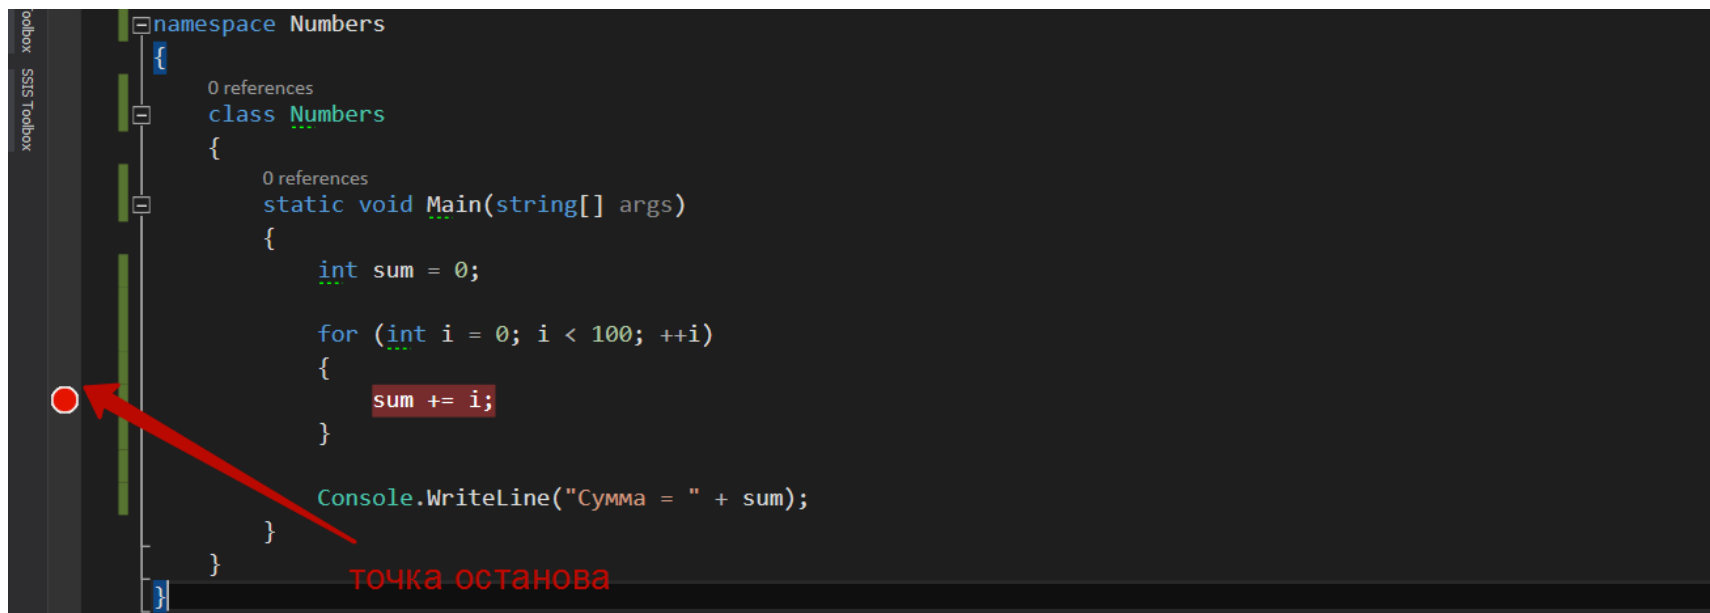 oolbox
SSIS Toolbox
namespace Numbers
{
0 references
class Numbers
{
0 references
static void Main(string[] args)
{
int sum = 0;
for (int i = 0; i < 100; ++i)
{
sum += i;
}
Console.WriteLine("Сумма = " + sum);
}
}
точка останова
}